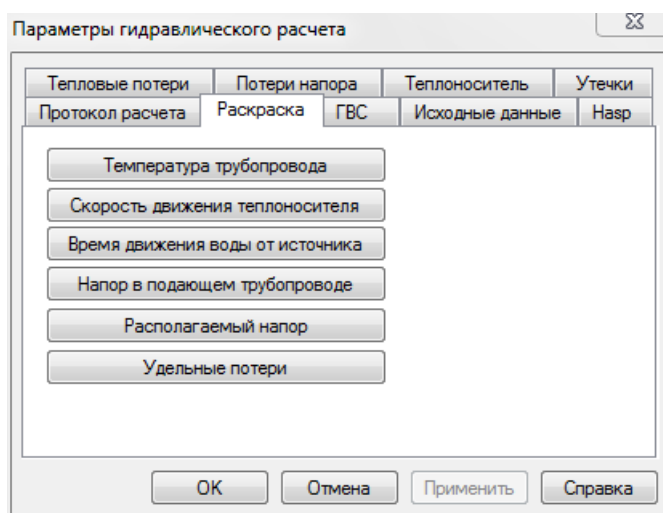 Параметры гидравлического расчета
Тепловые потери Потери напора Теплоноситель Утечки
Протокол расчета Раскраска ГВС Исходные данные Hasp
Температура трубопровода
Скорость движения теплоносителя
Время движения воды от источника
Напор в подающем трубопроводе
Располагаемый напор
Удельные потери
OK Отмена Применить Справка